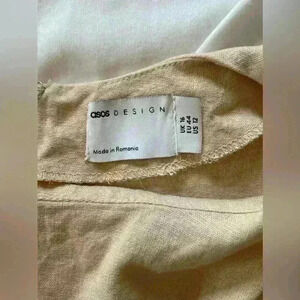 asos DESIGN
Made in Romania
UK 16
EU 44
US 12